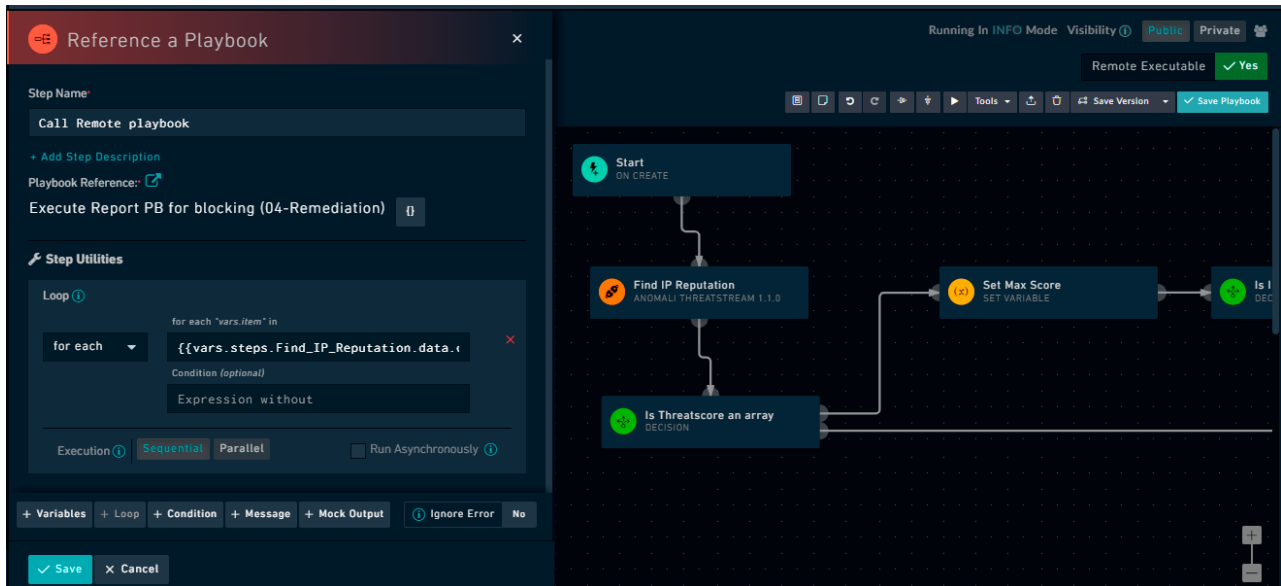 Reference a Playbook
×
Step Name
Call Remote playbook
+ Add Step Description
Playbook Reference:
Execute Report PB for blocking (04-Remediation)
{}
Step Utilities
Loop
for each "vars.item" in
for each
{{vars.steps.Find_IP_Reputation.data.
Condition (optional)
Expression without
Execution
Sequential
Parallel
Run Asynchronously
+ Variables
+ Loop
+ Condition
+ Message
+ Mock Output
Ignore Error
No
Save
× Cancel
Running In INFO Mode
Visibility
Public
Private
Remote Executable
Yes
Tools
Save Version
Save Playbook
Start
ON CREATE
Find IP Reputation
ANOMALI THREATSTREAM 1.1.0
Set Max Score
SET VARIABLE
(x)
Is Threatscore an array
DECISION